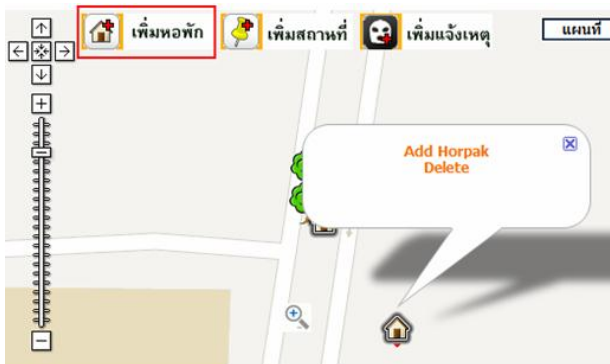 เพิ่มหอพัก
เพิ่มสถานที่
เพิ่มแจ้งเหตุ
แผนที่
Add Horpak
Delete